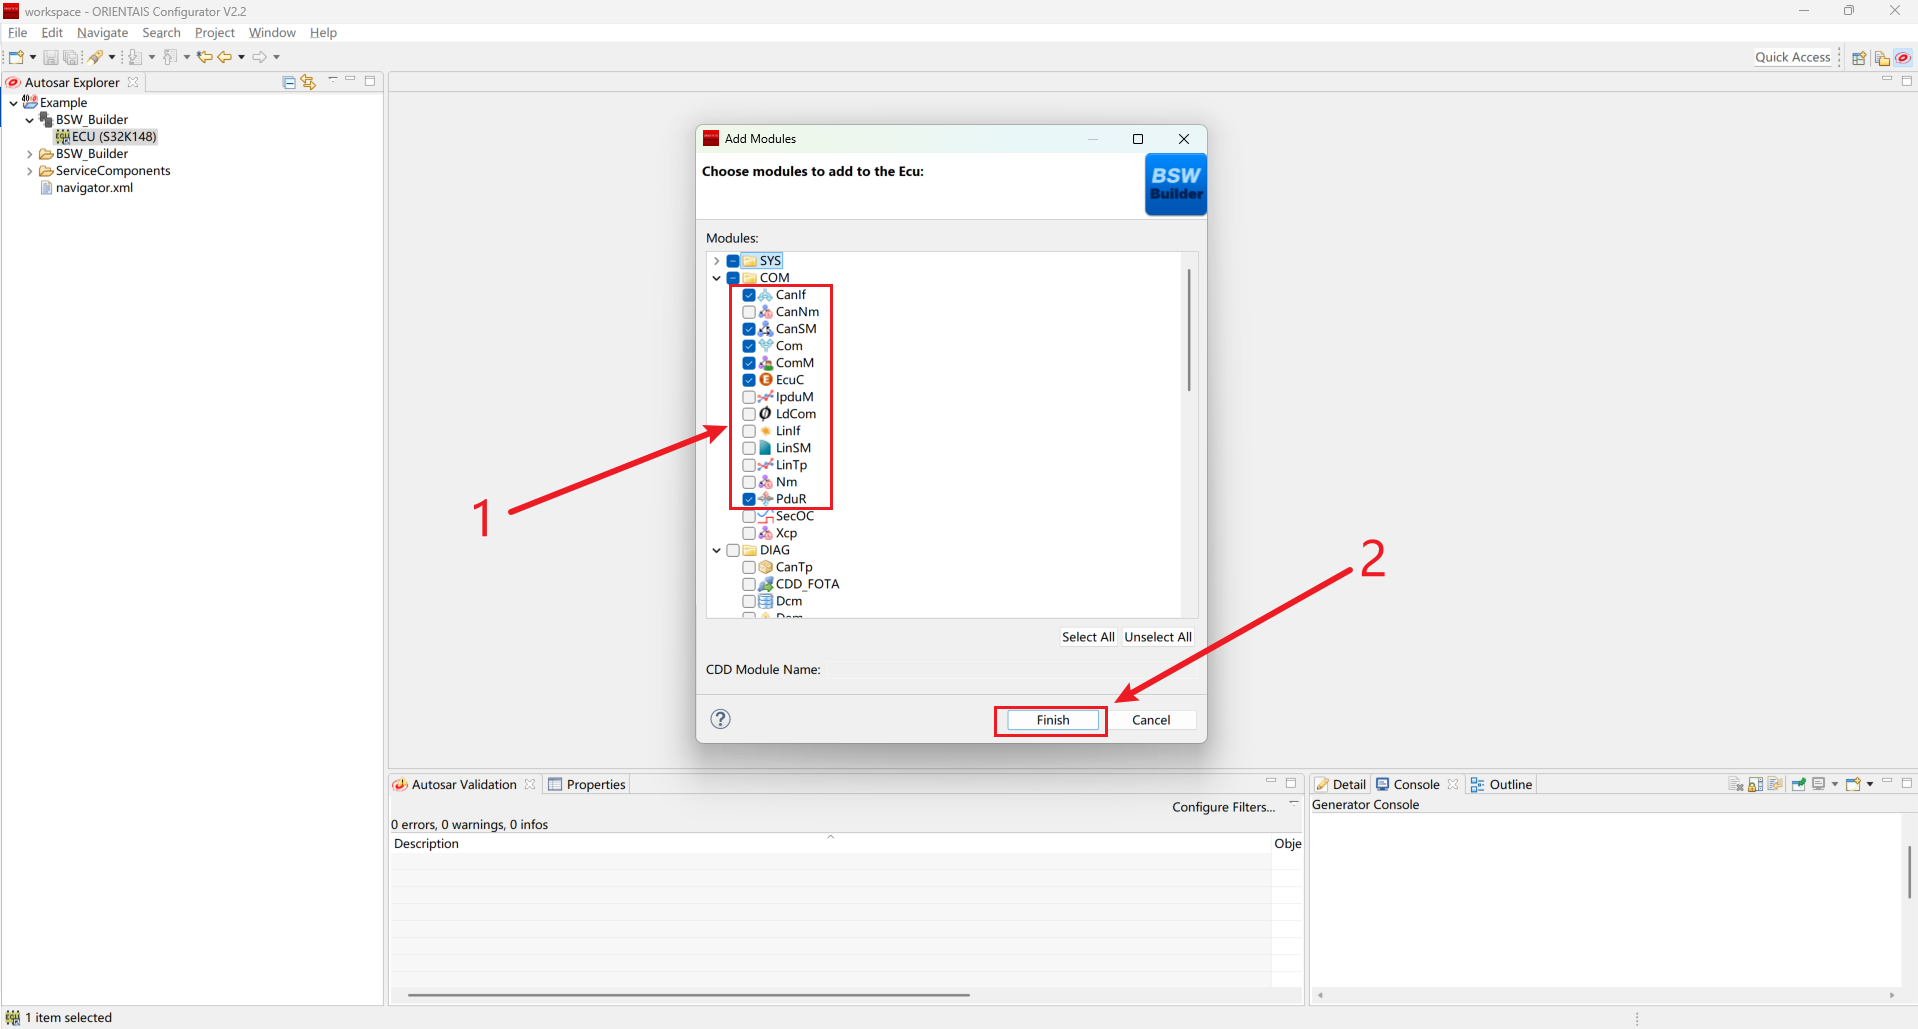 workspace - ORIENTAIS Configurator V2.2
File Edit Navigate Search Project Window Help
Quick Access
Autosar Explorer
Example
BSW_Builder
ECU (S32K148)
BSW_Builder
ServiceComponents
navigator.xml
Add Modules
Choose modules to add to the Ecu:
BSW
Builder
Modules:
SYS
COM
CanIf
CanNm
CanSM
Com
ComM
EcuC
IpduM
LdCom
LinIf
LinSM
LinTp
Nm
PduR
SecOC
Xcp
DIAG
CanTp
CDD_FOTA
Dcm
Dem
Select All Unselect All
CDD Module Name:
Finish Cancel
1
2
Autosar Validation Properties
Configure Filters...
0 errors, 0 warnings, 0 infos
Description Obje
Detail Console Outline
Generator Console
1 item selected